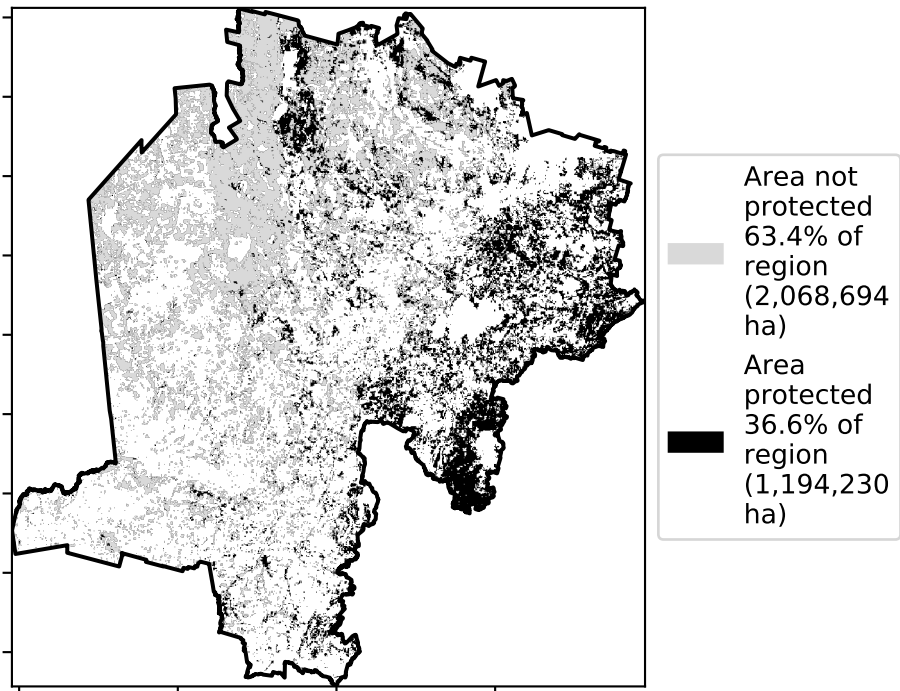 Area not
protected
63.4% of
region
(2,068,694
ha)
Area
protected
36.6% of
region
(1,194,230
ha)